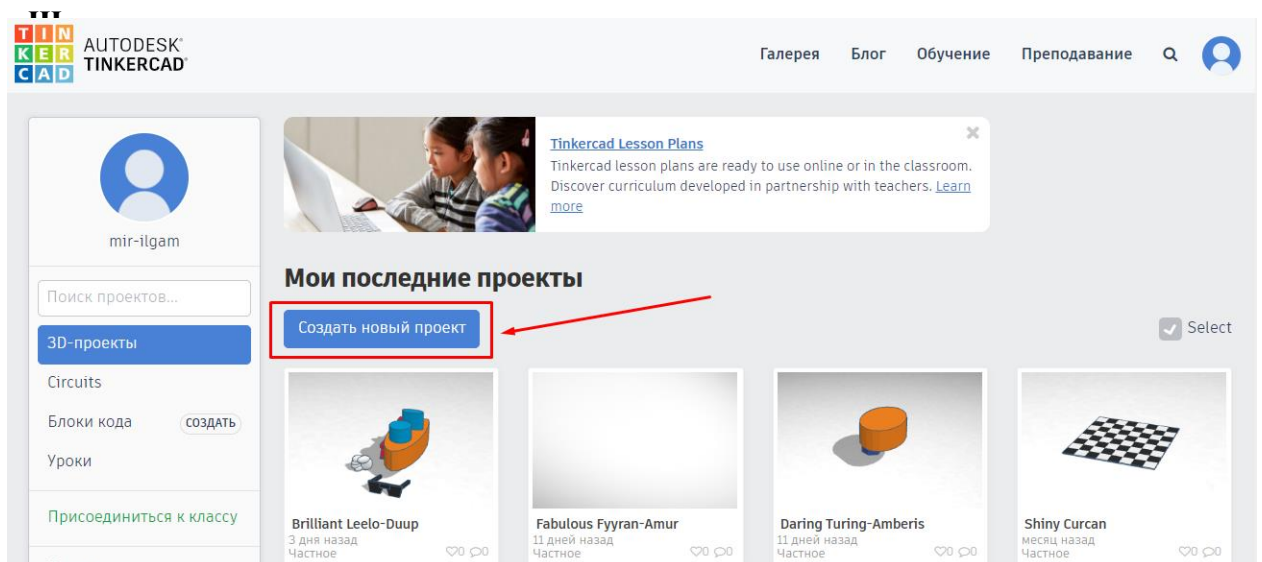 TIN
KER
CAD
AUTODESK®
TINKERCAD®
Галерея Блог Обучение Преподавание
mir-ilgam
Поиск проектов...
3D-проекты
Circuits
Блоки кода СОЗДАТЬ
Уроки
Присоединиться к классу
Tinkercad Lesson Plans
Tinkercad lesson plans are ready to use online or in the classroom.
Discover curriculum developed in partnership with teachers. Learn
more
Мои последние проекты
Создать новый проект
Select
Brilliant Leelo-Duup
3 дня назад
Частное
0 0
Fabulous Fyyran-Amur
11 дней назад
Частное
0 0
Daring Turing-Amberis
11 дней назад
Частное
0 0
Shiny Curcan
месяц назад
Частное
0 0